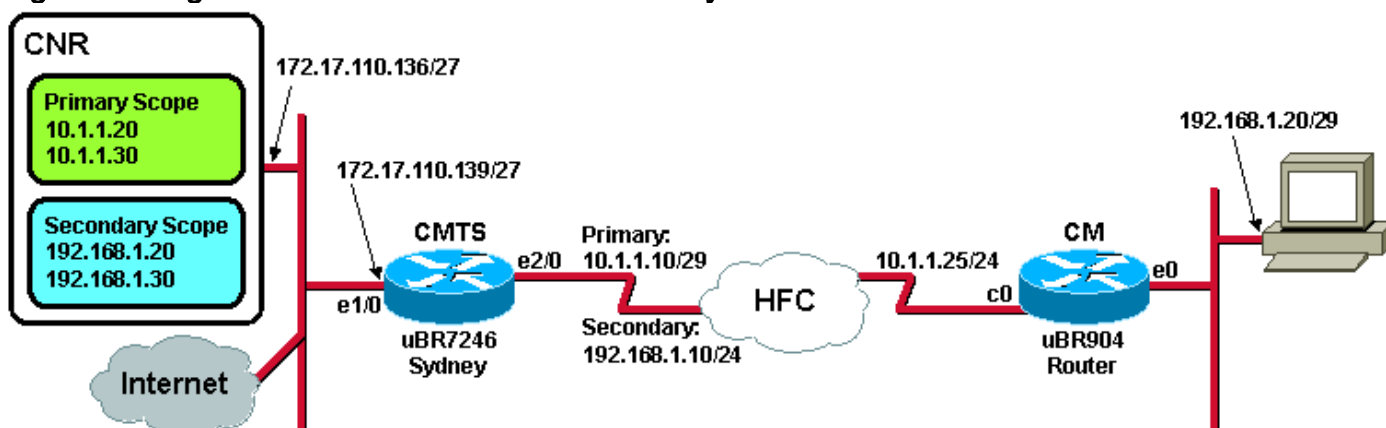 CNR
Primary Scope
10.1.1.20
10.1.1.30
Secondary Scope
192.168.1.20
192.168.1.30
172.17.110.136/27
172.17.110.139/27
Internet
CMTS
e1/0
e2/0
uBR7246
Sydney
Primary:
10.1.1.10/29
Secondary:
192.168.1.10/24
HFC
10.1.1.25/24
CM
c0
e0
uBR904
Router
192.168.1.20/29